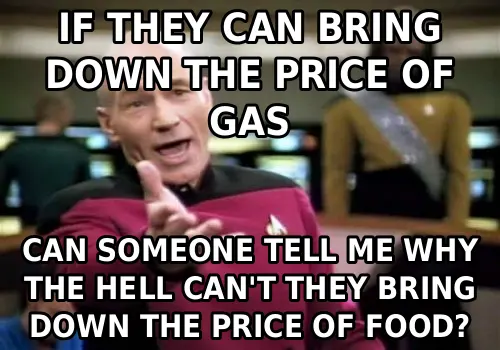 IF THEY CAN BRING
DOWN THE PRICE OF
GAS
CAN SOMEONE TELL ME WHY
THE HELL CAN'T THEY BRING
DOWN THE PRICE OF FOOD?